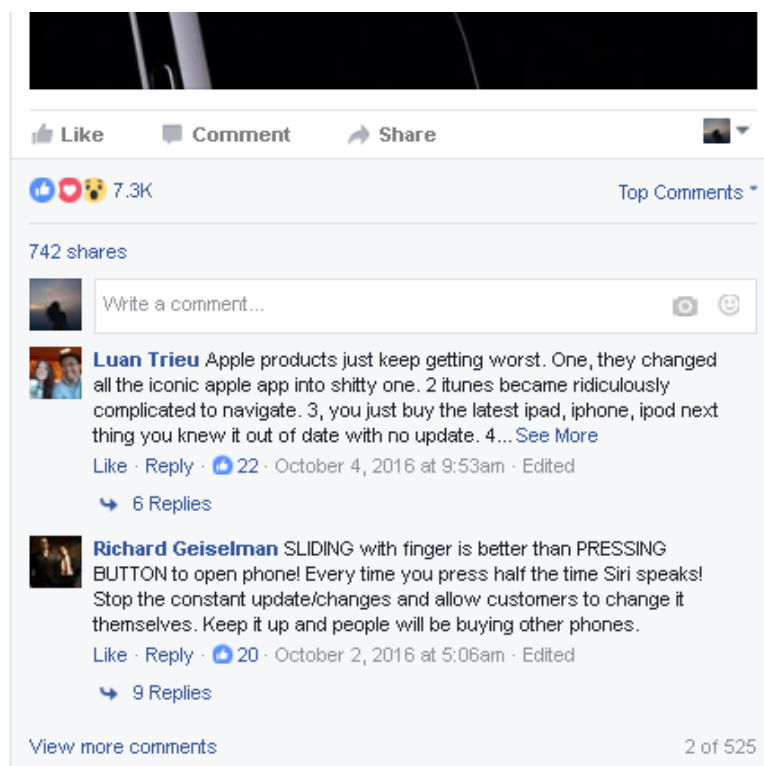 Like Comment Share
7.3K Top Comments
742 shares
Write a comment...
Luan Trieu Apple products just keep getting worst. One, they changed
all the iconic apple app into shitty one. 2 itunes became ridiculously
complicated to navigate. 3, you just buy the latest ipad, iphone, ipod next
thing you knew it out of date with no update. 4...See More
Like · Reply · 22 · October 4, 2016 at 9:53am · Edited
6 Replies
Richard Geiselman SLIDING with finger is better than PRESSING
BUTTON to open phone! Every time you press half the time Siri speaks!
Stop the constant update/changes and allow customers to change it
themselves. Keep it up and people will be buying other phones.
Like · Reply · 20 · October 2, 2016 at 5:06am · Edited
9 Replies
View more comments 2 of 525